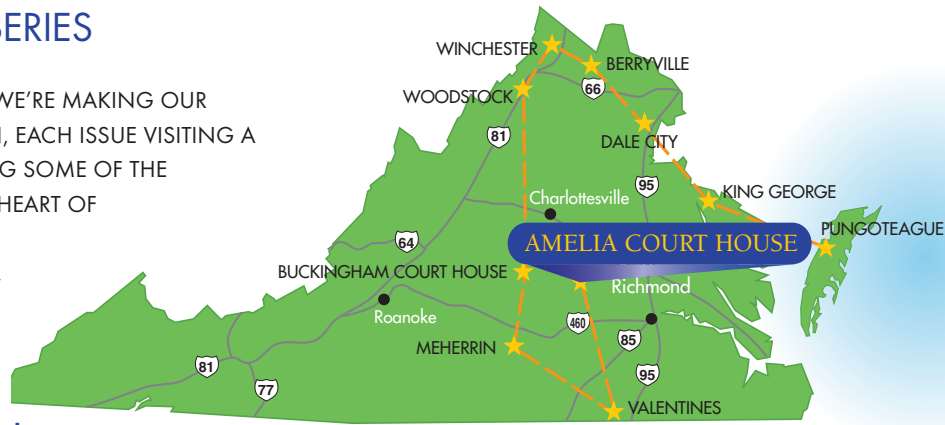 SERIES
WE'RE MAKING OUR
, EACH ISSUE VISITING A
G SOME OF THE
HEART OF
WINCHESTER
BERRYVILLE
66
WOODSTOCK
81
DALE CITY
95
KING GEORGE
Charlottesville
PUNGOTEAGUE
AMELIA COURT HOUSE
64
BUCKINGHAM COURT HOUSE
Richmond
Roanoke
460
85
MEHERRIN
81
77
95
VALENTINES